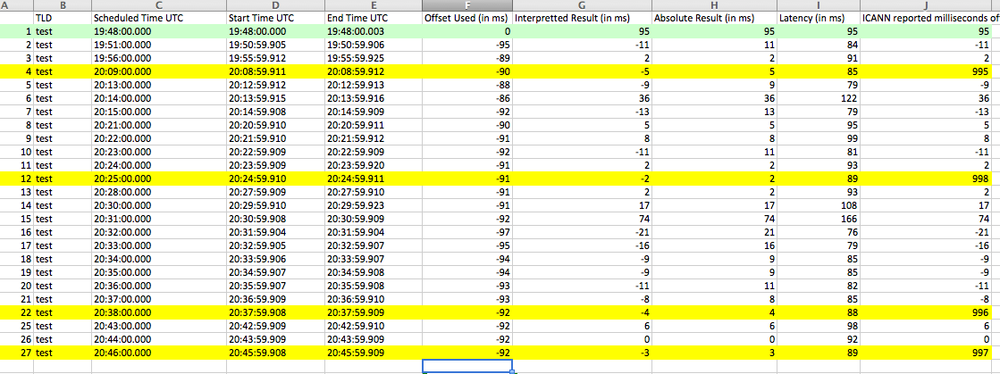 A B C D E F G H I J
TLD Scheduled Time UTC Start Time UTC End Time UTC Offset Used (in ms) Interpretted Result (in ms) Absolute Result (in ms) Latency (in ms) ICANN reported milliseconds of
1 test 19:48:00.000 19:48:00.000 19:48:00.003 0 95 95 95 95
2 test 19:51:00.000 19:50:59.905 19:50:59.906 -95 -11 11 84 -11
3 test 19:56:00.000 19:55:59.912 19:55:59.925 -89 2 2 91 2
4 test 20:09:00.000 20:08:59.911 20:08:59.912 -90 -5 5 85 995
5 test 20:13:00.000 20:12:59.912 20:12:59.913 -88 -9 9 79 -9
6 test 20:14:00.000 20:13:59.915 20:13:59.916 -86 36 36 122 36
7 test 20:15:00.000 20:14:59.908 20:14:59.909 -92 -13 13 79 -13
8 test 20:21:00.000 20:20:59.910 20:20:59.911 -90 5 5 95 5
9 test 20:22:00.000 20:21:59.910 20:21:59.912 -91 8 8 99 8
10 test 20:23:00.000 20:22:59.909 20:22:59.909 -92 -11 11 81 -11
11 test 20:24:00.000 20:23:59.909 20:23:59.920 -91 2 2 93 2
12 test 20:25:00.000 20:24:59.910 20:24:59.911 -91 -2 2 89 998
13 test 20:28:00.000 20:27:59.909 20:27:59.910 -91 2 2 93 2
14 test 20:30:00.000 20:29:59.910 20:29:59.923 -91 17 17 108 17
15 test 20:31:00.000 20:30:59.908 20:30:59.909 -92 74 74 166 74
16 test 20:32:00.000 20:31:59.904 20:31:59.904 -97 -21 21 76 -21
17 test 20:33:00.000 20:32:59.905 20:32:59.907 -95 -16 16 79 -16
18 test 20:34:00.000 20:33:59.906 20:33:59.907 -94 -9 9 85 -9
19 test 20:35:00.000 20:34:59.907 20:34:59.908 -94 -9 9 85 -9
20 test 20:36:00.000 20:35:59.907 20:35:59.908 -93 -11 11 82 -11
21 test 20:37:00.000 20:36:59.909 20:36:59.910 -93 -8 8 85 -8
22 test 20:38:00.000 20:37:59.908 20:37:59.909 -92 -4 4 88 996
25 test 20:43:00.000 20:42:59.909 20:42:59.910 -92 6 6 98 6
26 test 20:44:00.000 20:43:59.909 20:43:59.909 -92 0 0 92 0
27 test 20:46:00.000 20:45:59.908 20:45:59.909 -92 -3 3 89 997